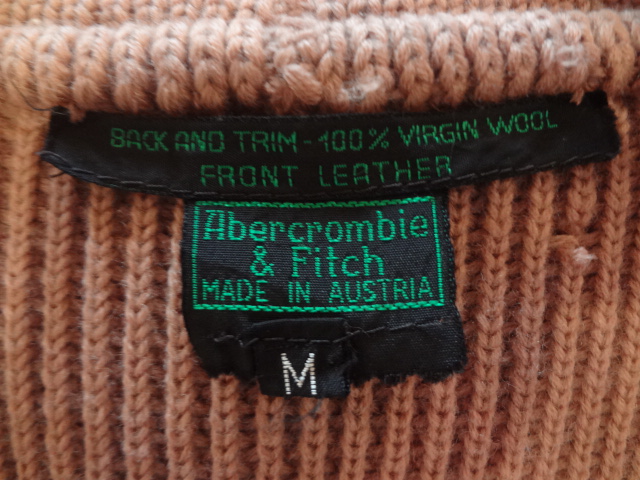 BACK AND TRIM - 100% VIRGIN WOOL
FRONT LEATHER
Abercrombie
& Fitch
MADE IN AUSTRIA
M